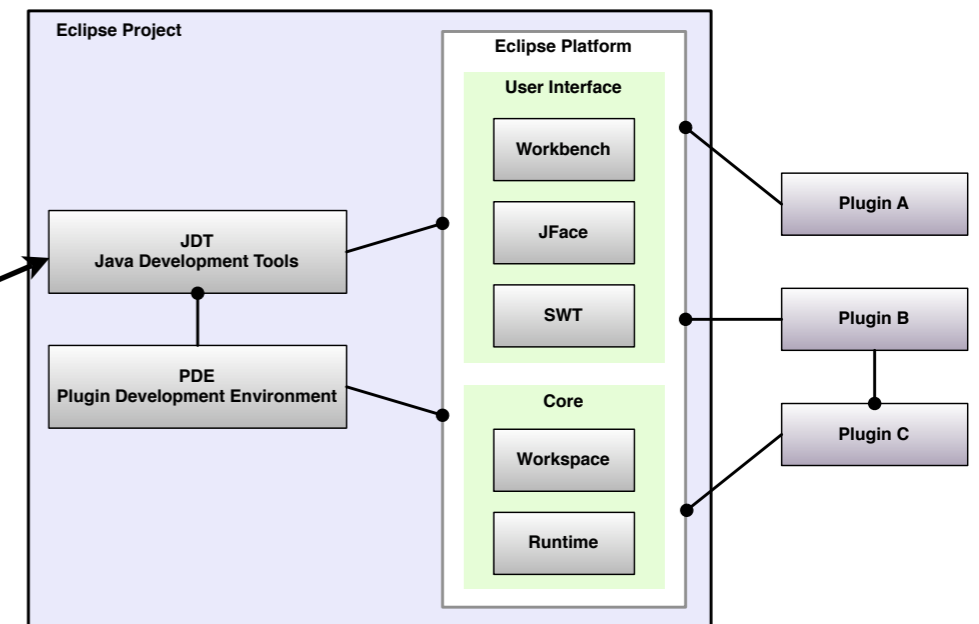 Eclipse Project
Eclipse Platform
User Interface
Workbench
JFace
SWT
Core
Workspace
Runtime
JDT
Java Development Tools
PDE
Plugin Development Environment
Plugin A
Plugin B
Plugin C